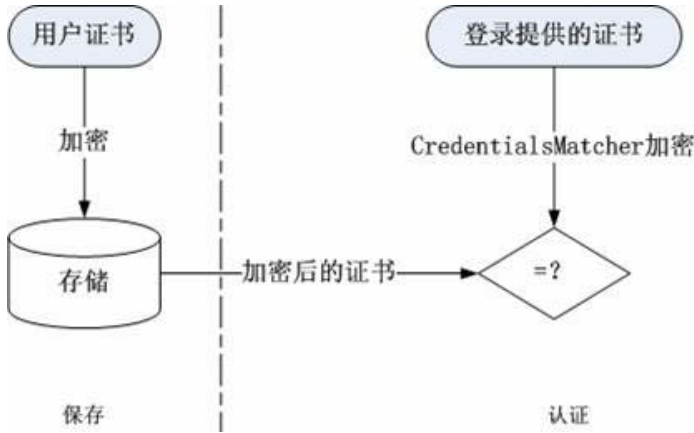 用户证书
登录提供的证书
加密
CredentialsMatcher加密
存储
加密后的证书
=?
保存
认证